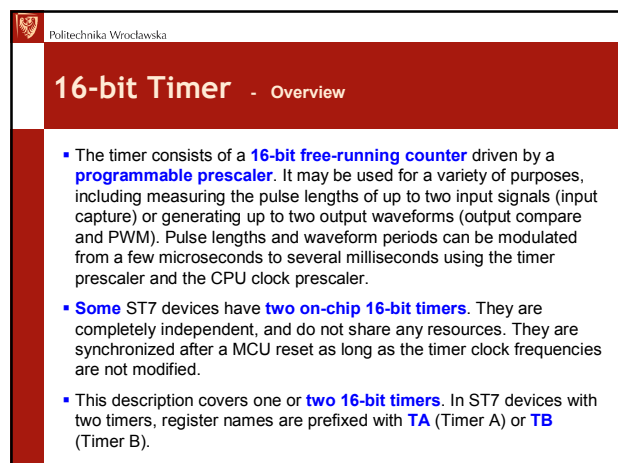 Politechnika Wrocławska
16-bit Timer - Overview
▪ The timer consists of a 16-bit free-running counter driven by a
programmable prescaler. It may be used for a variety of purposes,
including measuring the pulse lengths of up to two input signals (input
capture) or generating up to two output waveforms (output compare
and PWM). Pulse lengths and waveform periods can be modulated
from a few microseconds to several milliseconds using the timer
prescaler and the CPU clock prescaler.
▪ Some ST7 devices have two on-chip 16-bit timers. They are
completely independent, and do not share any resources. They are
synchronized after a MCU reset as long as the timer clock frequencies
are not modified.
▪ This description covers one or two 16-bit timers. In ST7 devices with
two timers, register names are prefixed with TA (Timer A) or TB
(Timer B).